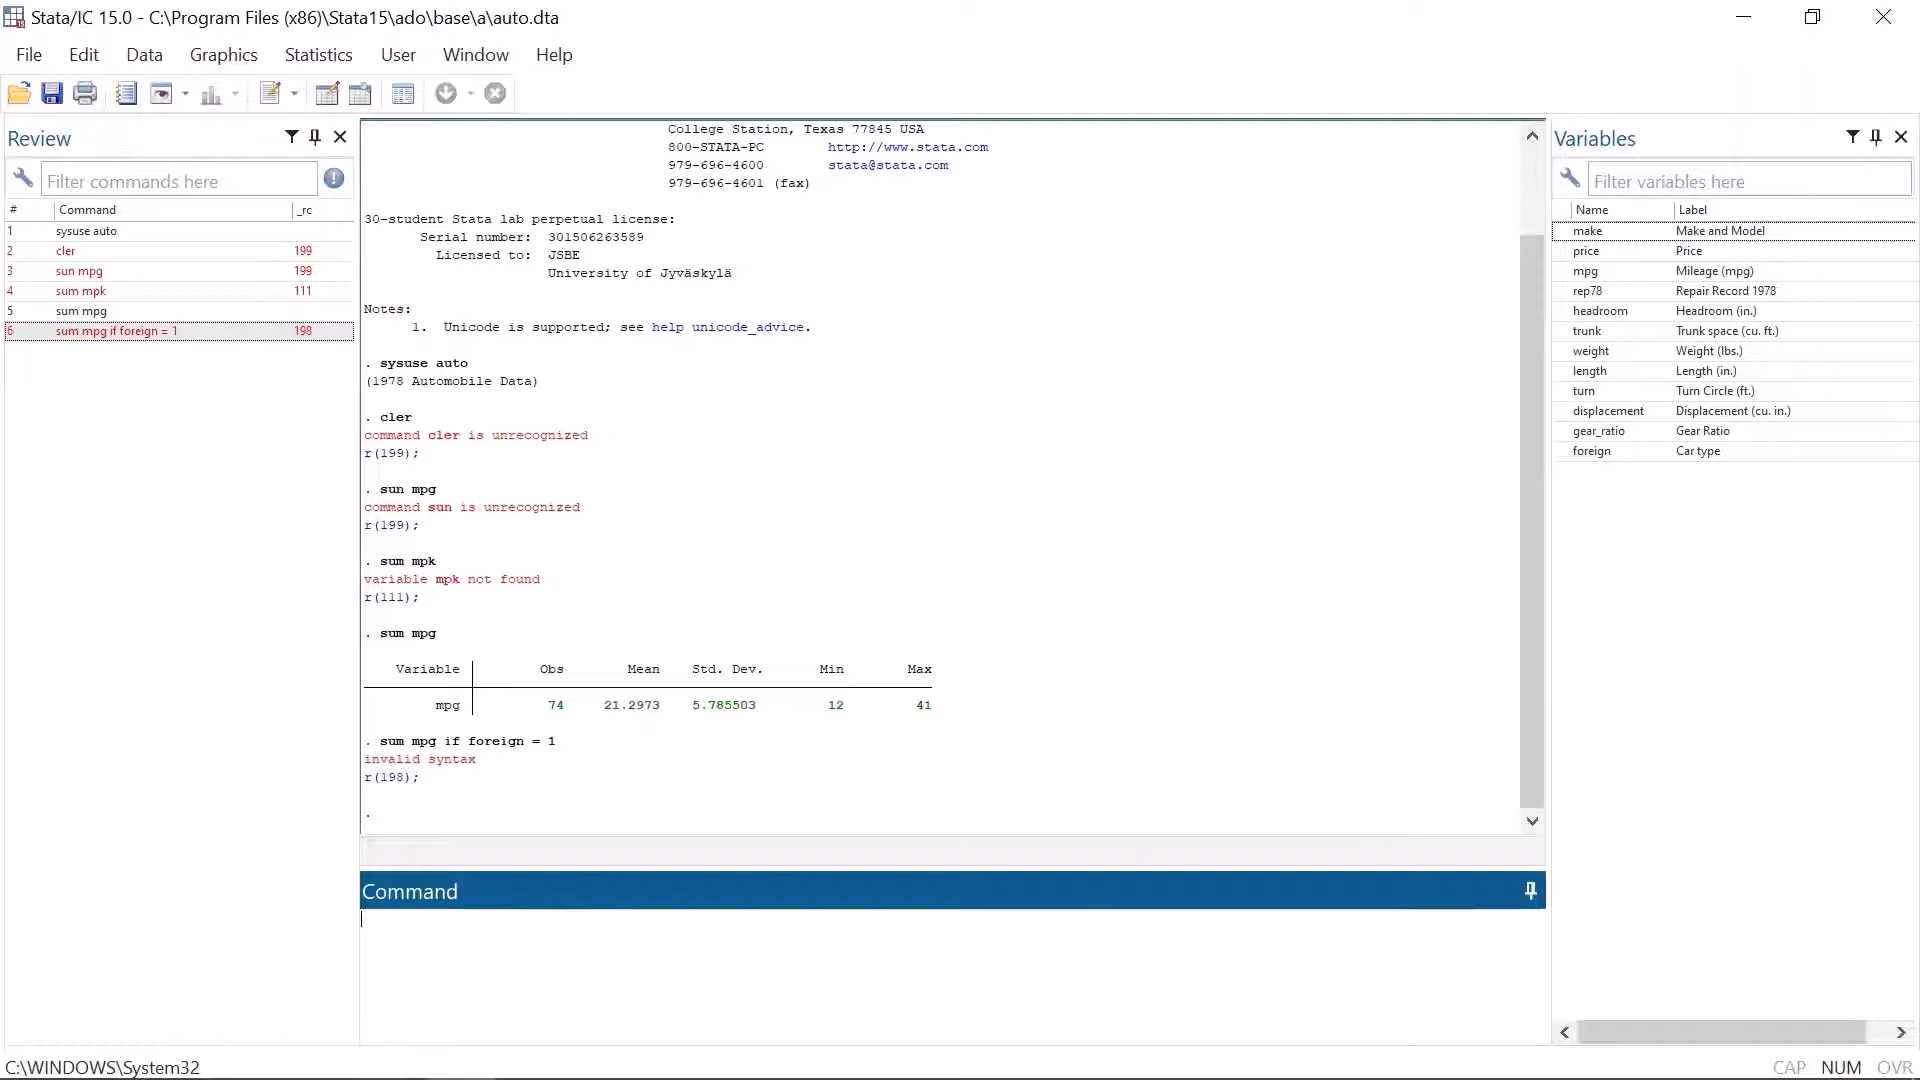 Stata/IC 15.0 - C:\Program Files (x86)\Stata15\ado\base\a\auto.dta
File Edit Data Graphics Statistics User Window Help
Review
Filter commands here
# Command _rc
1 sysuse auto
2 cler 199
3 sun mpg 199
4 sum mpk 111
5 sum mpg
6 sum mpg if foreign = 1 198
College Station, Texas 77845 USA
800-STATA-PC http://www.stata.com
979-696-4600 stata@stata.com
979-696-4601 (fax)
30-student Stata lab perpetual license:
Serial number: 301506263589
Licensed to: JSBE
University of Jyväskylä
Notes:
1. Unicode is supported; see help unicode_advice.
. sysuse auto
(1978 Automobile Data)
. cler
command cler is unrecognized
r(199);
. sun mpg
command sun is unrecognized
r(199);
. sum mpk
variable mpk not found
r(111);
. sum mpg
Variable Obs Mean Std. Dev. Min Max
mpg 74 21.2973 5.785503 12 41
. sum mpg if foreign = 1
invalid syntax
r(198);
.
Command
Variables
Filter variables here
Name Label
make Make and Model
price Price
mpg Mileage (mpg)
rep78 Repair Record 1978
headroom Headroom (in.)
trunk Trunk space (cu. ft.)
weight Weight (lbs.)
length Length (in.)
turn Turn Circle (ft.)
displacement Displacement (cu. in.)
gear_ratio Gear Ratio
foreign Car type
C:\WINDOWS\System32
CAP NUM OVR